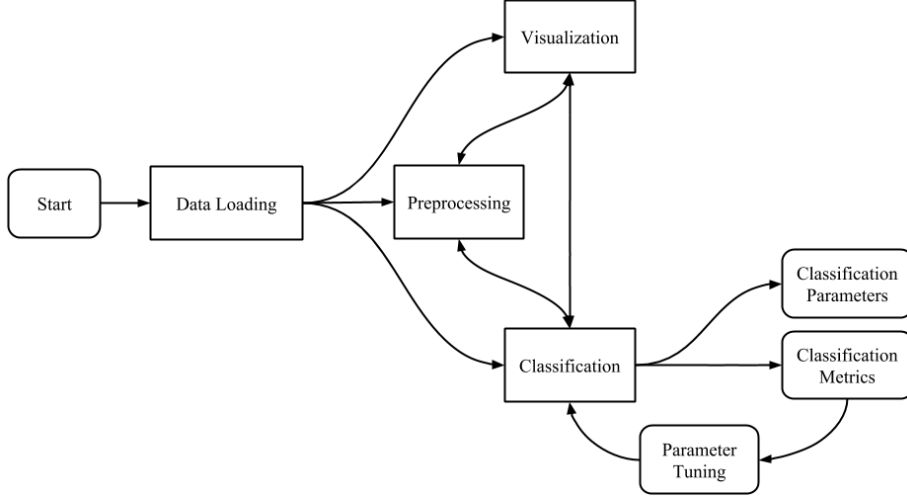 Visualization
Start
Data Loading
Preprocessing
Classification
Parameters
Classification
Classification
Metrics
Parameter
Tuning